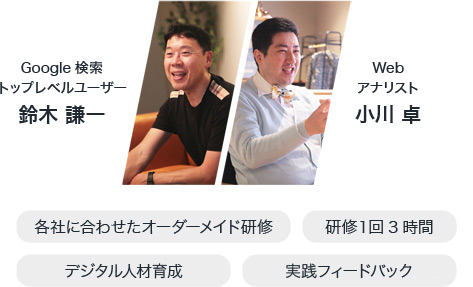 Google 検索
トップレベルユーザー
鈴木 謙一
Web
アナリスト
小川 卓
各社に合わせたオーダーメイド研修
研修1回 3 時間
デジタル人材育成
実践フィードバック